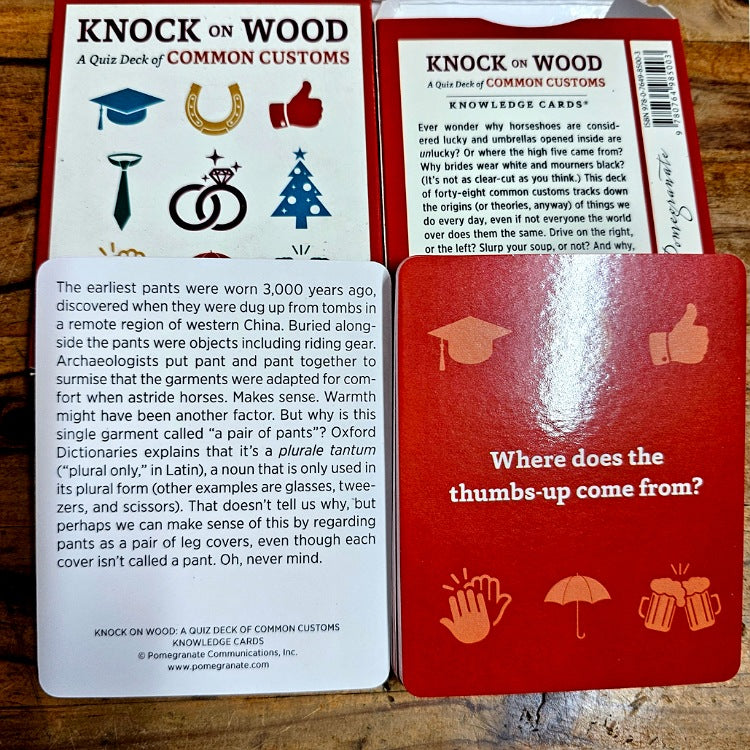 KNOCK ON WOOD
A Quiz Deck of COMMON CUSTOMS
KNOCK ON WOOD
A Quiz Deck of COMMON CUSTOMS
KNOWLEDGE CARDS®
Ever wonder why horseshoes are consid-
ered lucky and umbrellas opened inside are
unlucky? Or where the high five came from?
Why brides wear white and mourners black?
(It's not as clear-cut as you think.) This deck
of forty-eight common customs tracks down
the origins (or theories, anyway) of things we
do every day, even if not everyone the world
over does them the same. Drive on the right,
or the left? Slurp your soup, or not? And why,
ISBN 978-0-7649-8500-3
9 780764 985003
Pomegranate
The earliest pants were worn 3,000 years ago,
discovered when they were dug up from tombs in
a remote region of western China. Buried along-
side the pants were objects including riding gear.
Archaeologists put pant and pant together to
surmise that the garments were adapted for com-
fort when astride horses. Makes sense. Warmth
might have been another factor. But why is this
single garment called “a pair of pants”? Oxford
Dictionaries explains that it's a plurale tantum
(“plural only,” in Latin), a noun that is only used in
its plural form (other examples are glasses, twee-
zers, and scissors). That doesn't tell us why, but
perhaps we can make sense of this by regarding
pants as a pair of leg covers, even though each
cover isn't called a pant. Oh, never mind.
KNOCK ON WOOD: A QUIZ DECK OF COMMON CUSTOMS
KNOWLEDGE CARDS
© Pomegranate Communications, Inc.
www.pomegranate.com
Where does the
thumbs-up come from?